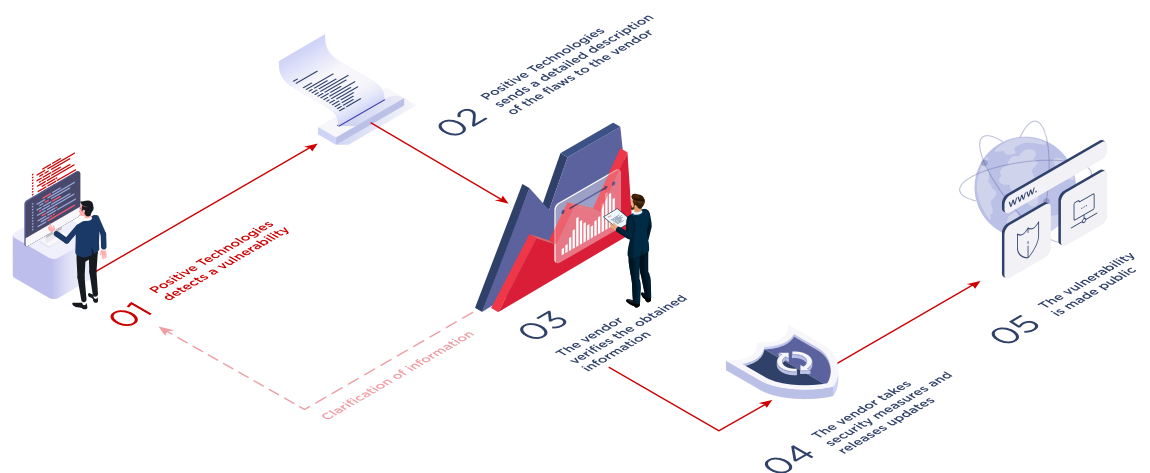 01
Positive Technologies
detects a vulnerability
02
Positive Technologies
sends a detailed description
of the flaws to the vendor
03
The vendor
verifies the obtained
information
Clarification of information
04
The vendor takes
security measures and
releases updates
www.
05
The vulnerability
is made public